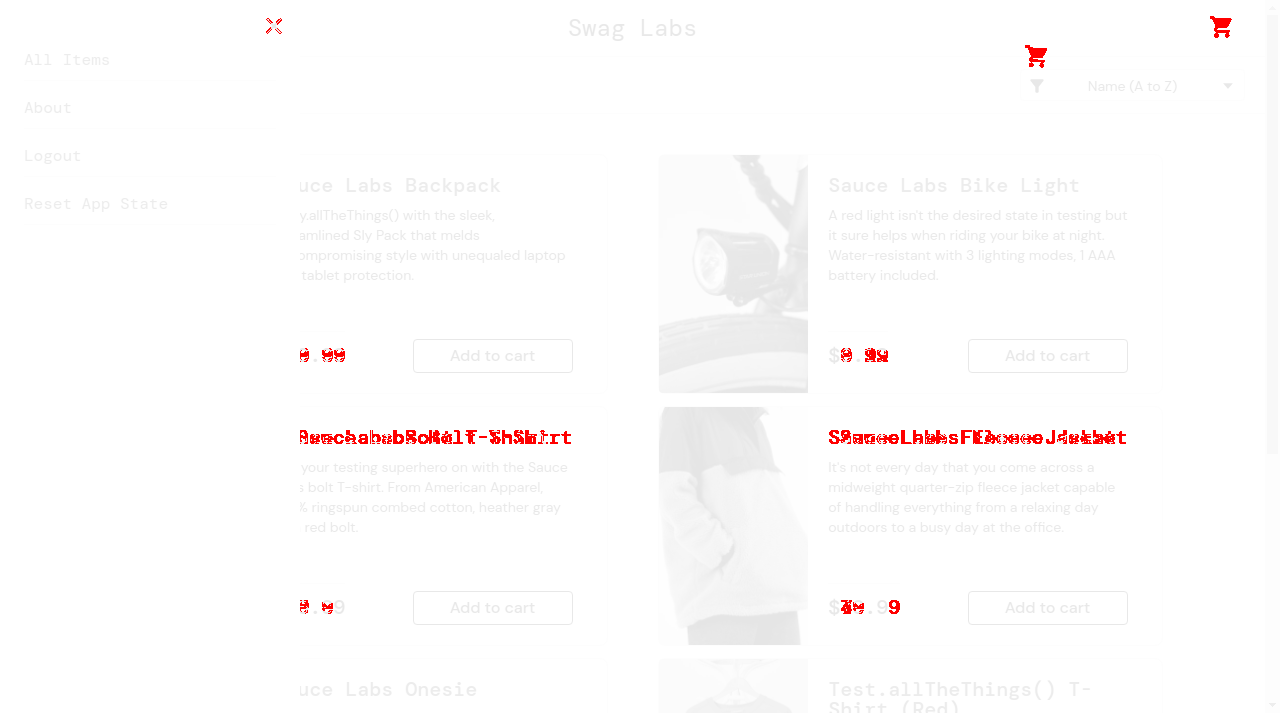 Swag Labs
All Items
About
Logout
Reset App State
Name (A to Z)
uce Labs Backpack
y.allTheThings() with the sleek,
amlined Sly Pack that melds
ompromising style with unequaled laptop
tablet protection.
Add to cart
Sauce Labs Bike Light
A red light isn't the desired state in testing but
it sure helps when riding your bike at night.
Water-resistant with 3 lighting modes, 1 AAA
battery included.
Add to cart
T-Shirt
your testing superhero on with the Sauce
s bolt T-shirt. From American Apparel,
% ringspun combed cotton, heather gray
red bolt.
Add to cart
It's not every day that you come across a
midweight quarter-zip fleece jacket capable
of handling everything from a relaxing day
outdoors to a busy day at the office.
Add to cart
uce Labs Onesie
Test.allTheThings() T-
Shirt (Red)